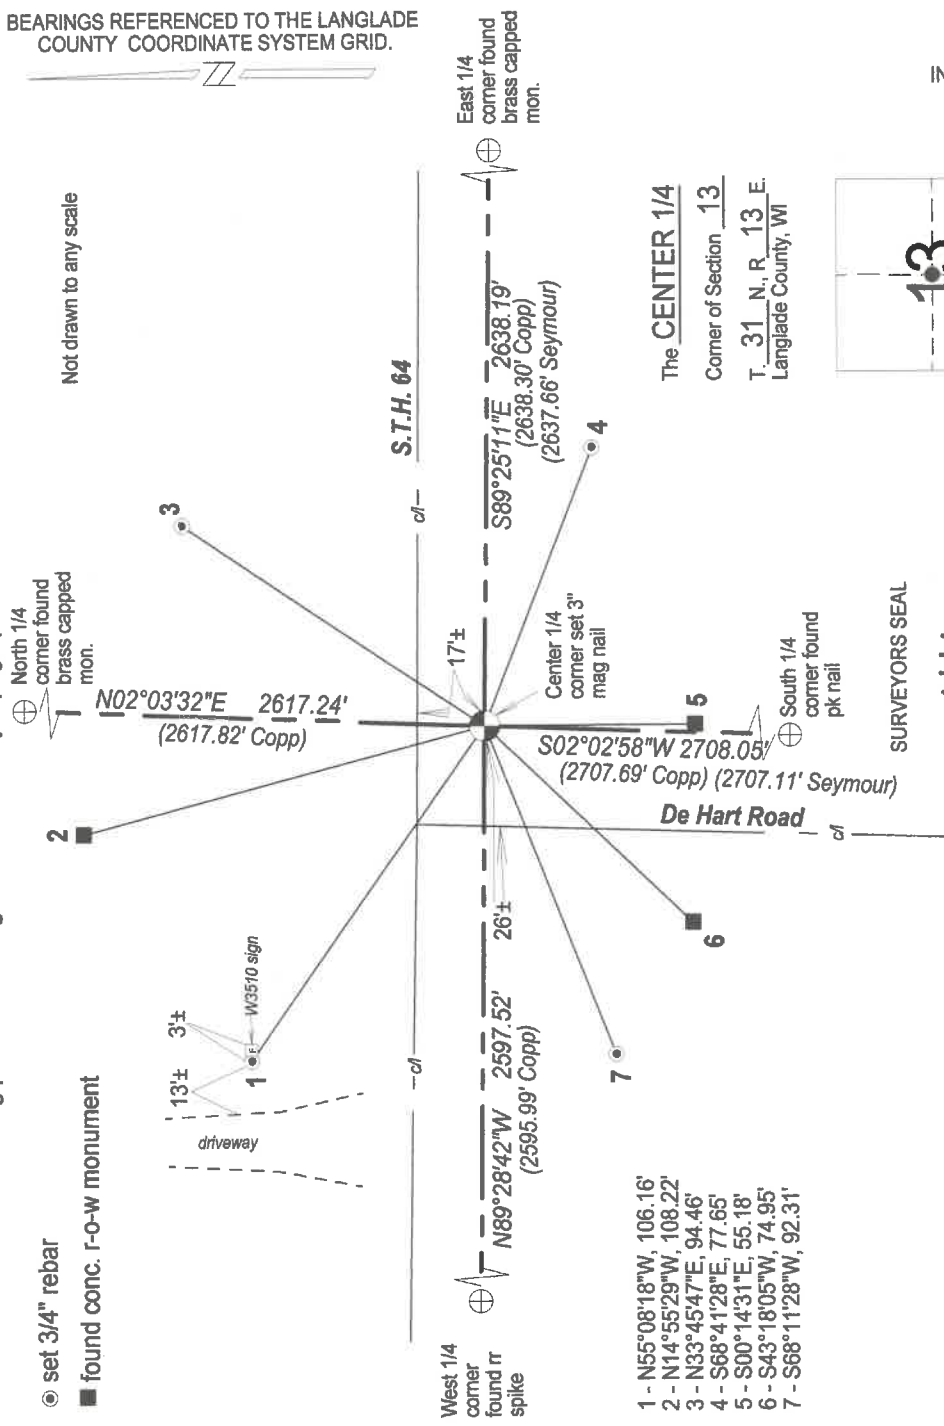 BEARINGS REFERENCED TO THE LANGLADE
COUNTY COORDINATE SYSTEM GRID.
Not drawn to any scale
set 3/4" rebar
found conc. r-o-w monument
North 1/4
corner found
brass capped
mon.
East 1/4
corner found
brass capped
mon.
West 1/4
corner
found rr
spike
South 1/4
corner found
pk nail
Center 1/4
corner set 3"
mag nail
N02°03'32"E 2617.24'
(2617.82' Copp)
S.T.H. 64
c/l
c/l
S89°25'11"E 2638.19'
(2638.30' Copp)
(2637.66' Seymour)
N89°28'42"W 2597.52'
(2595.99' Copp)
S02°02'58"W 2708.05'
(2707.69' Copp) (2707.11' Seymour)
De Hart Road
c/l
17'±
26'±
13'±
3'±
W3510 sign
driveway
1
2
3
4
5
6
7
1 - N55°08'18"W, 106.16'
2 - N14°55'29"W, 108.22'
3 - N33°45'47"E, 94.46'
4 - S68°41'28"E, 77.65'
5 - S00°14'31"E, 55.18'
6 - S43°18'05"W, 74.95'
7 - S68°11'28"W, 92.31'
The CENTER 1/4
Corner of Section 13
T. 31 N., R 13 E.
Langlade County, WI
13
SURVEYORS SEAL
IN